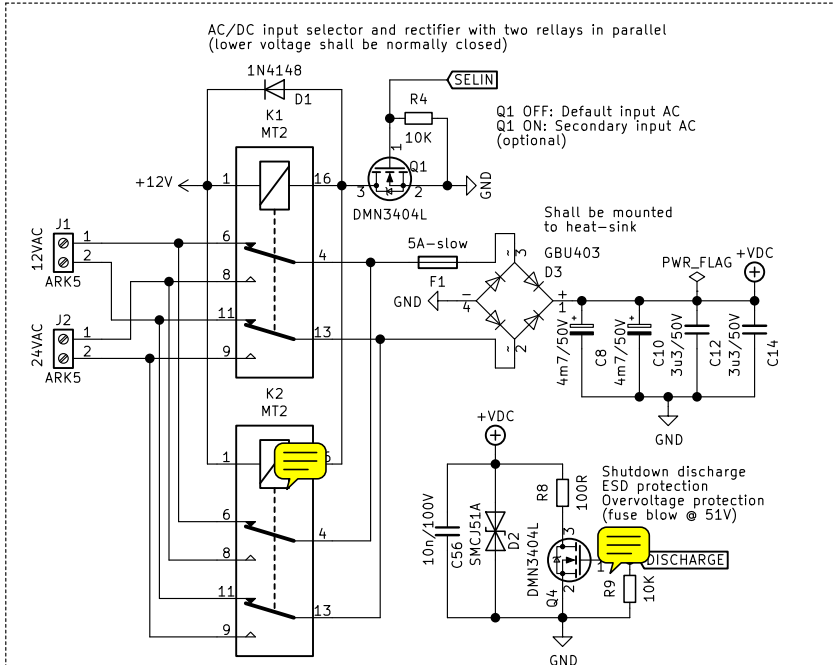 AC/DC input selector and rectifier with two rellays in parallel
(lower voltage shall be normally closed)
1N4148
D1
K1
MT2
SELIN
R4
10K
Q1 OFF: Default input AC
Q1 ON: Secondary input AC
(optional)
1
Q1
+12V
1
16
3
2
GND
DMN3404L
J1
12VAC
1
2
ARK5
6
4
8
11
13
9
J2
24VAC
1
2
ARK5
5A-slow
F1
Shall be mounted
to heat-sink
GBU403
D3
~
3
GND
−
4
+
1
~
2
PWR_FLAG
+VDC
4m7/50V
C8
4m7/50V
C10
3u3/50V
C12
3u3/50V
C14
GND
K2
MT2
1
6
4
8
11
13
9
+VDC
10n/100V
C56
SMCJ51A
D2
R8
100R
DMN3404L
Q4
3
1
2
Shutdown discharge
ESD protection
Overvoltage protection
(fuse blow @ 51V)
DISCHARGE
R9
10K
GND